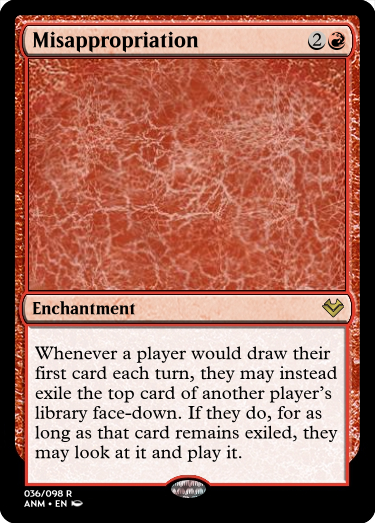 Misappropriation 2
Enchantment
Whenever a player would draw their
first card each turn, they may instead
exile the top card of another player's
library face-down. If they do, for as
long as that card remains exiled, they
may look at it and play it.
036/098 R
ANM • EN